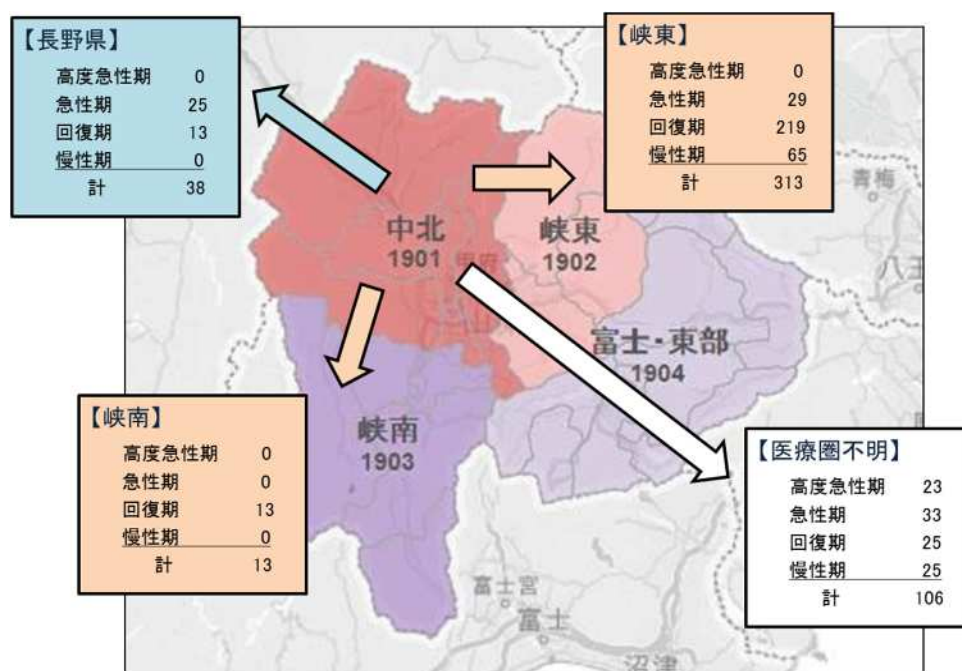 【長野県】
高度急性期 0
急性期 25
回復期 13
慢性期 0
計 38
【峡東】
高度急性期 0
急性期 29
回復期 219
慢性期 65
計 313
青梅
八王
中北
1901
甲府
峡東
1902
富士・東部
1904
峡南
1903
【峡南】
高度急性期 0
急性期 0
回復期 13
慢性期 0
計 13
【医療圏不明】
高度急性期 23
急性期 33
回復期 25
慢性期 25
計 106
富士宮
富士
沼津